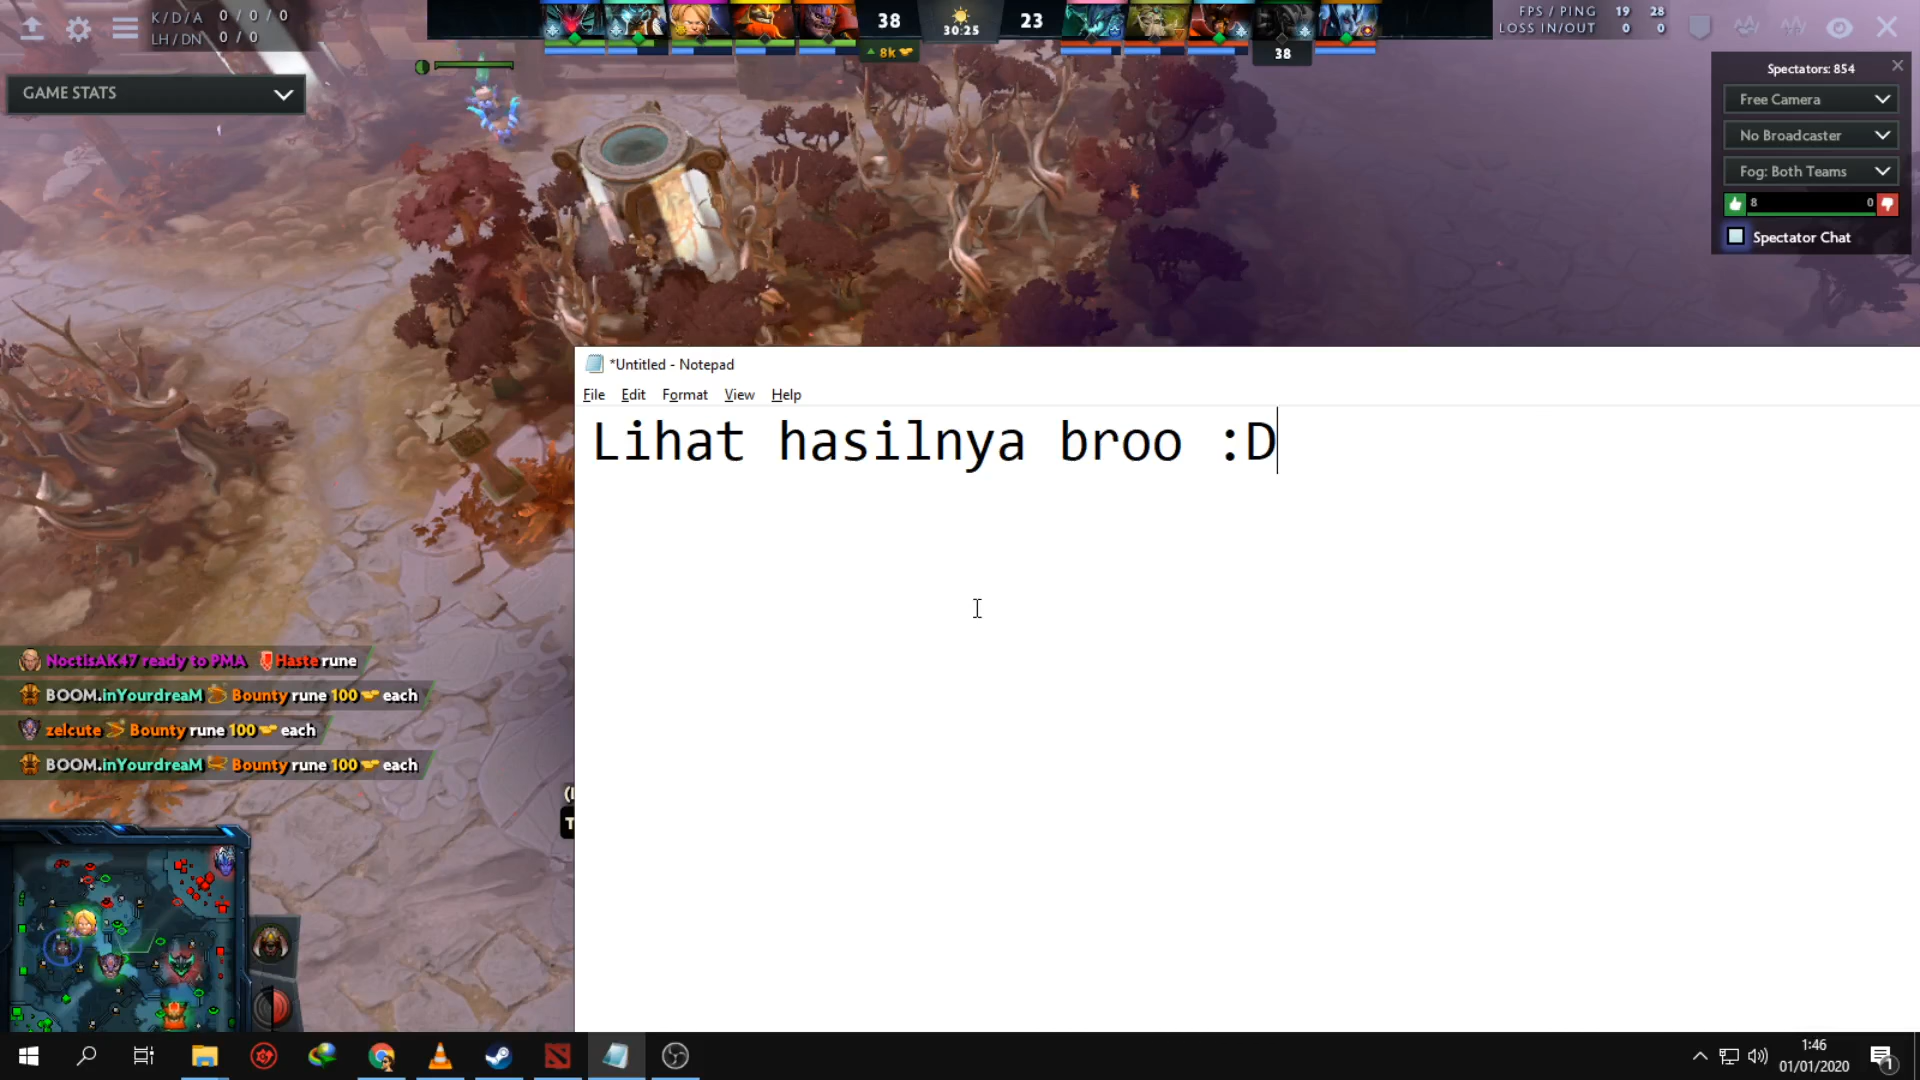 K/D/A 0 / 0 / 0
LH / DN 0 / 0
38
30:25
23
8k
38
FPS / PING 19 28
LOSS IN/OUT 0 0
GAME STATS
Spectators: 854
Free Camera
No Broadcaster
Fog: Both Teams
8 0
Spectator Chat
*Untitled - Notepad
File Edit Format View Help
Lihat hasilnya broo :D
NoctisAK47 ready to PMA Haste rune
BOOM.inYourdreaM Bounty rune 100 each
zelcute Bounty rune 100 each
BOOM.inYourdreaM Bounty rune 100 each
1:46
01/01/2020
1